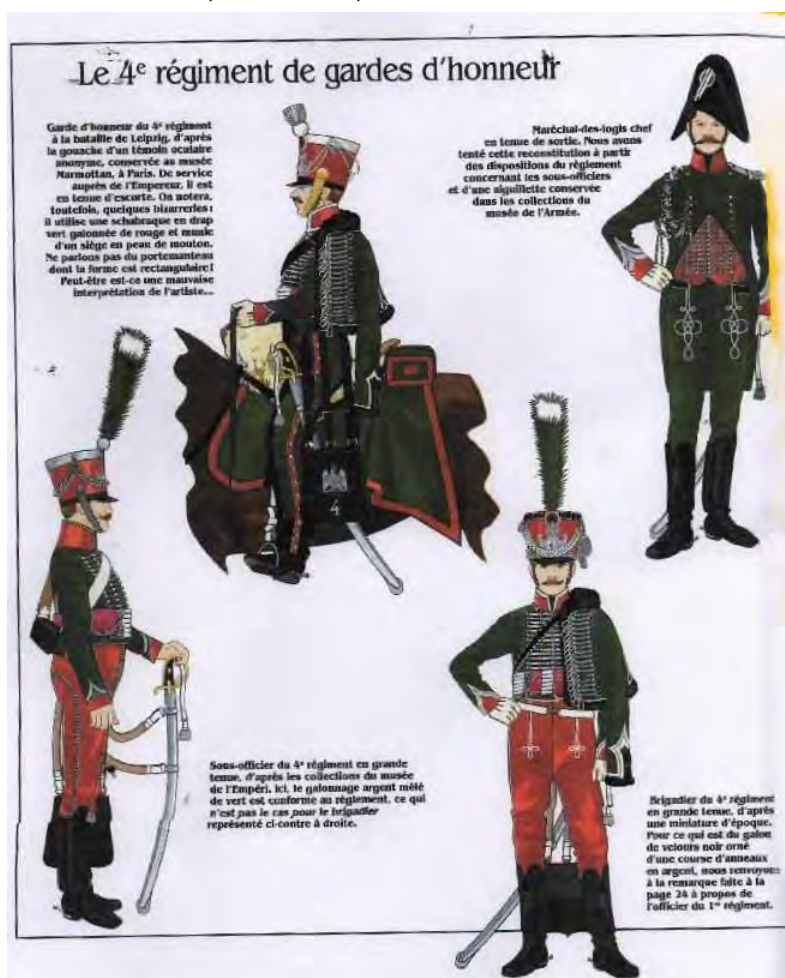 Le 4e régiment de gardes d'honneur
Garde d'honneur du 4e régiment
à la bataille de Leipzig, d'après
la gouache d'un témoin oculaire
anonyme, conservée au musée
Marmottan, à Paris. De service
auprès de l'Empereur, il est
en tenue d'escorte. On notera,
toutefois, quelques bizarreries :
il utilise une schabraque en drap
vert galonnée de rouge et munie
d'un siège en peau de mouton.
Ne parlons pas du portemanteau
dont la forme est rectangulaire !
Peut-être est-ce une mauvaise
interprétation de l'artiste...
Maréchal-des-logis chef
en tenue de sortie. Nous avons
tenté cette reconstitution à partir
des dispositions du règlement
concernant les sous-officiers
et d'une aiguillette conservée
dans les collections du
musée de l'Armée.
4
Sous-officier du 4e régiment en grande
tenue, d'après les collections du musée
de l'Empéri. Ici, le galonnage argent mêlé
de vert est conforme au règlement, ce qui
n'est pas le cas pour le brigadier
représenté ci-contre à droite.
Brigadier du 4e régiment
en grande tenue, d'après
une miniature d'époque.
Pour ce qui est du galon
de velours noir orné
d'une course d'anneaux
en argent, nous renvoyons
à la remarque faite à la
page 24 à propos de
l'officier du 1er régiment.